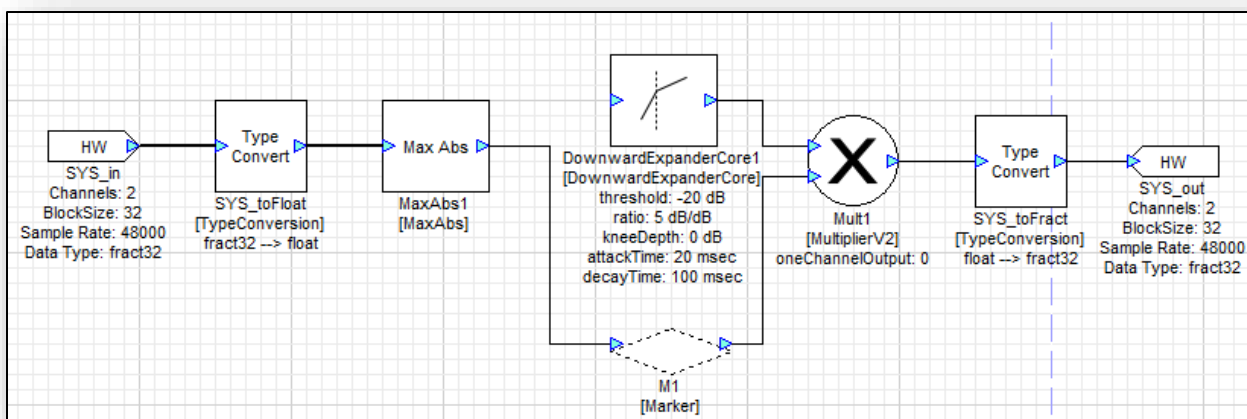 HW
SYS_in
Channels: 2
BlockSize: 32
Sample Rate: 48000
Data Type: fract32
Type
Convert
SYS_toFloat
[TypeConversion]
fract32 --> float
Max Abs
MaxAbs1
[MaxAbs]
DownwardExpanderCore1
[DownwardExpanderCore]
threshold: -20 dB
ratio: 5 dB/dB
kneeDepth: 0 dB
attackTime: 20 msec
decayTime: 100 msec
M1
[Marker]
X
Mult1
[MultiplierV2]
oneChannelOutput: 0
Type
Convert
SYS_toFract
[TypeConversion]
float --> fract32
HW
SYS_out
Channels: 2
BlockSize: 32
Sample Rate: 48000
Data Type: fract32